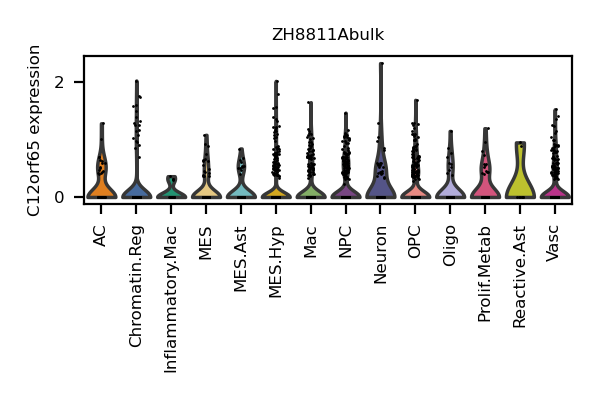 ZH8811Abulk
C12orf65 expression
2
0
AC
Chromatin.Reg
Inflammatory.Mac
MES
MES.Ast
MES.Hyp
Mac
NPC
Neuron
OPC
Oligo
Prolif.Metab
Reactive.Ast
Vasc